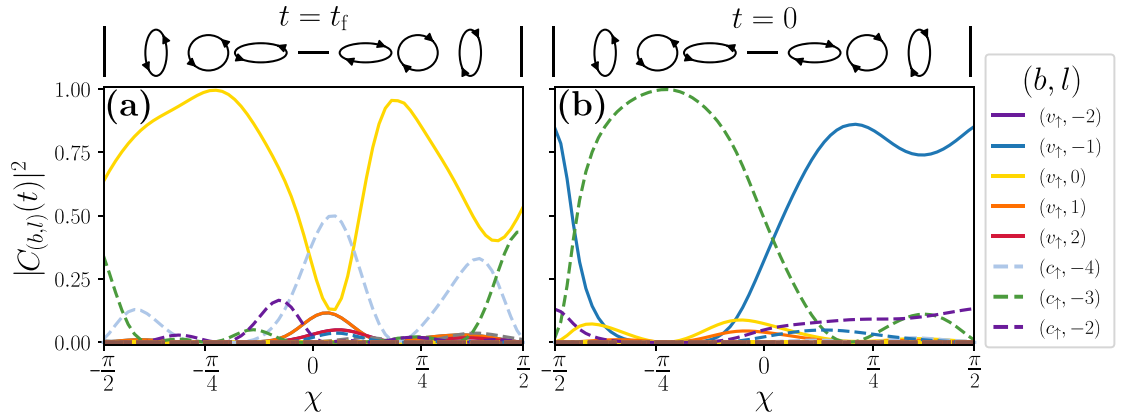 t = t_f
t = 0
(a)
(b)
|C_(b,l)(t)|^2
1.00
0.75
0.50
0.25
0.00
-π/2
-π/4
0
π/4
π/2
-π/2
-π/4
0
π/4
π/2
χ
χ
(b, l)
(v↑, -2)
(v↑, -1)
(v↑, 0)
(v↑, 1)
(v↑, 2)
(c↑, -4)
(c↑, -3)
(c↑, -2)